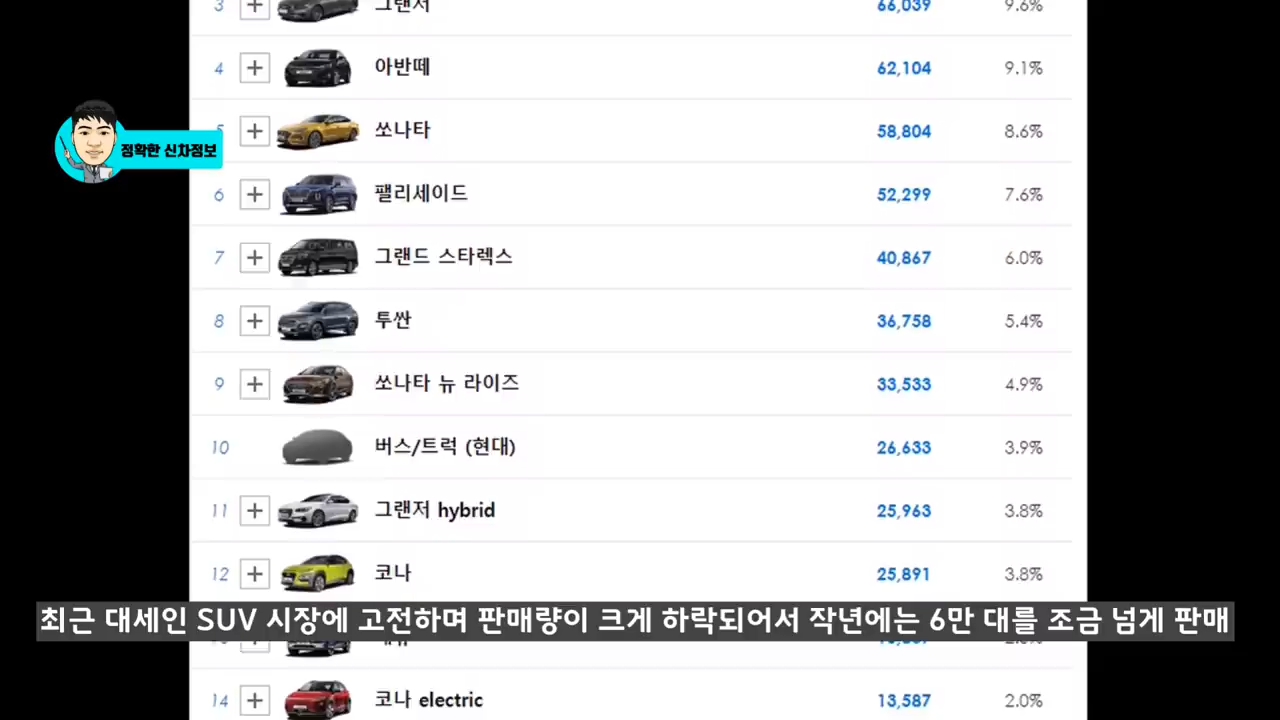 3 그랜저 66,039 9.6%
4 아반떼 62,104 9.1%
정확한 신차정보
5 쏘나타 58,804 8.6%
6 팰리세이드 52,299 7.6%
7 그랜드 스타렉스 40,867 6.0%
8 투싼 36,758 5.4%
9 쏘나타 뉴 라이즈 33,533 4.9%
10 버스/트럭 (현대) 26,633 3.9%
11 그랜저 hybrid 25,963 3.8%
12 코나 25,891 3.8%
최근 대세인 SUV 시장에 고전하며 판매량이 크게 하락되어서 작년에는 6만 대를 조금 넘게 판매
14 코나 electric 13,587 2.0%